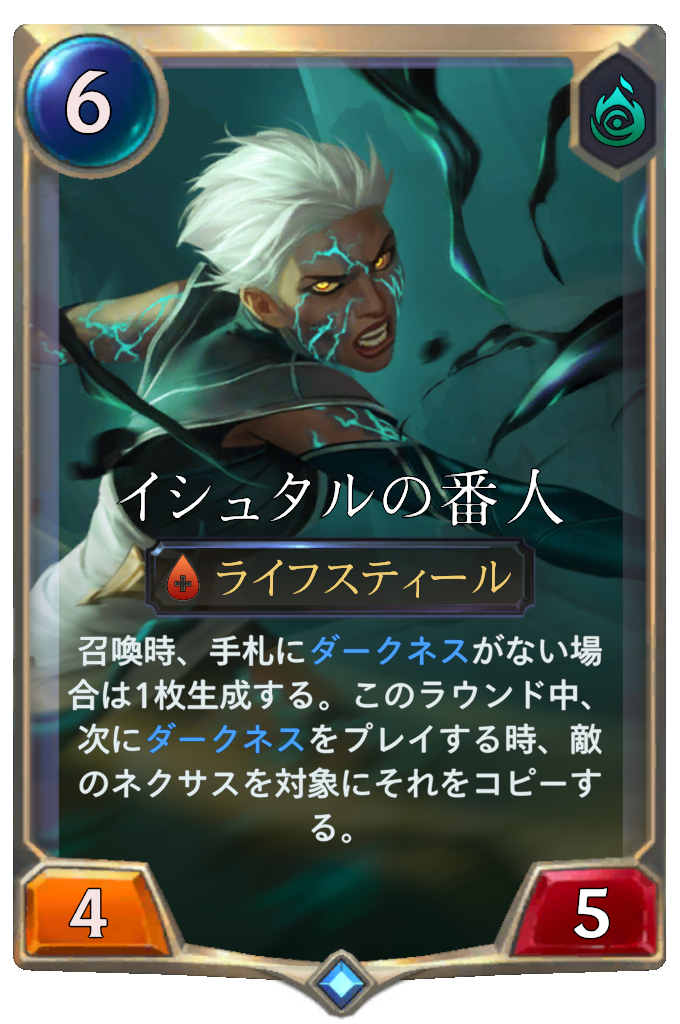 6
イシュタルの番人
ライフスティール
召喚時、手札にダークネスがない場
合は1枚生成する。このラウンド中、
次にダークネスをプレイする時、敵
のネクサスを対象にそれをコピーす
る。
4
5